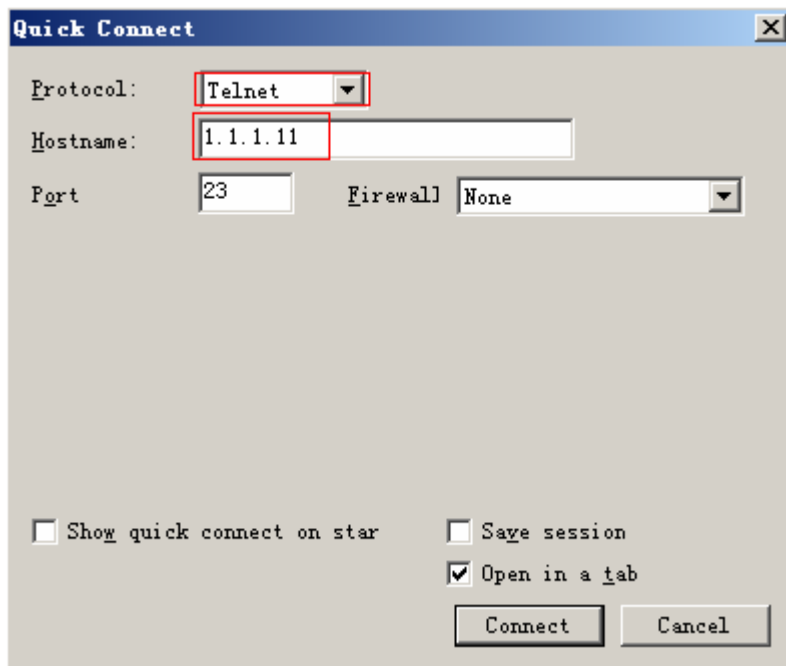 Quick Connect
Protocol: Telnet
Hostname: 1.1.1.11
Port 23 Firewall None
Show quick connect on star Save session
Open in a tab
Connect Cancel